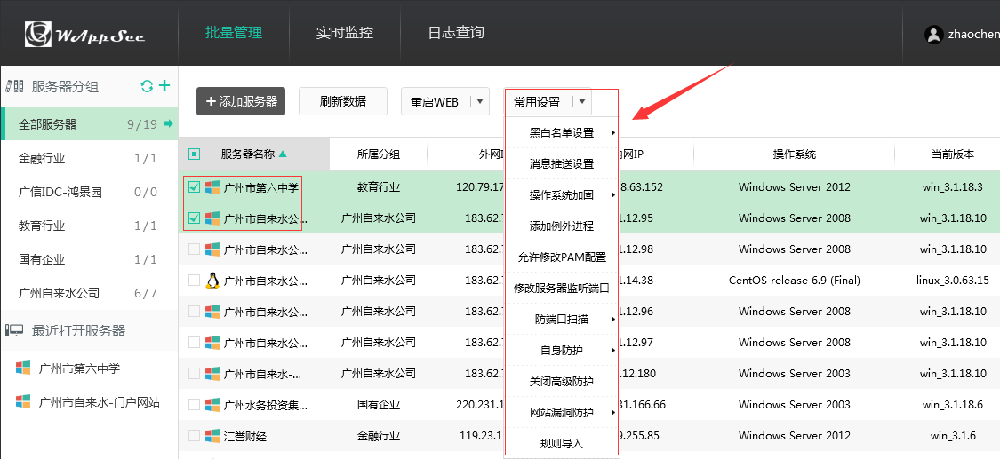 WAppSec 批量管理 实时监控 日志查询 zhaochen
服务器分组
全部服务器 9/19
金融行业 1/1
广信IDC-鸿景园 0/0
教育行业 1/1
国有企业 1/1
广州自来水公司 6/7
最近打开服务器
广州市第六中学
广州市自来水-门户网站
添加服务器 刷新数据 重启WEB 常用设置
黑白名单设置
消息推送设置
操作系统加固
添加例外进程
允许修改PAM配置
修改服务器监听端口
防端口扫描
自身防护
关闭高级防护
网站漏洞防护
规则导入
服务器名称 所属分组 外网I 网IP 操作系统 当前版本
广州市第六中学 教育行业 120.79.17 8.63.152 Windows Server 2012 win_3.1.18.3
广州市自来水公... 广州自来水公司 183.62.7 .1.12.95 Windows Server 2008 win_3.1.18.10
广州市自来水公... 广州自来水公司 183.62.7 .1.12.98 Windows Server 2008 win_3.1.18.10
广州市自来水公... 广州自来水公司 183.62.7 .1.14.38 CentOS release 6.9 (Final) linux_3.0.63.15
广州市自来水公... 广州自来水公司 183.62.7 .1.12.96 Windows Server 2008 win_3.1.18.10
广州市自来水公... 广州自来水公司 183.62.7 .1.12.97 Windows Server 2008 win_3.1.18.10
广州市自来水-... 广州自来水公司 183.62.7 .12.180 Windows Server 2003 win_3.1.18.10
广州水务投资集... 国有企业 220.231.1 31.166.66 Windows Server 2003 win_3.1.18.6
汇誉财经 金融行业 119.23.1 9.255.85 Windows Server 2012 win_3.1.6